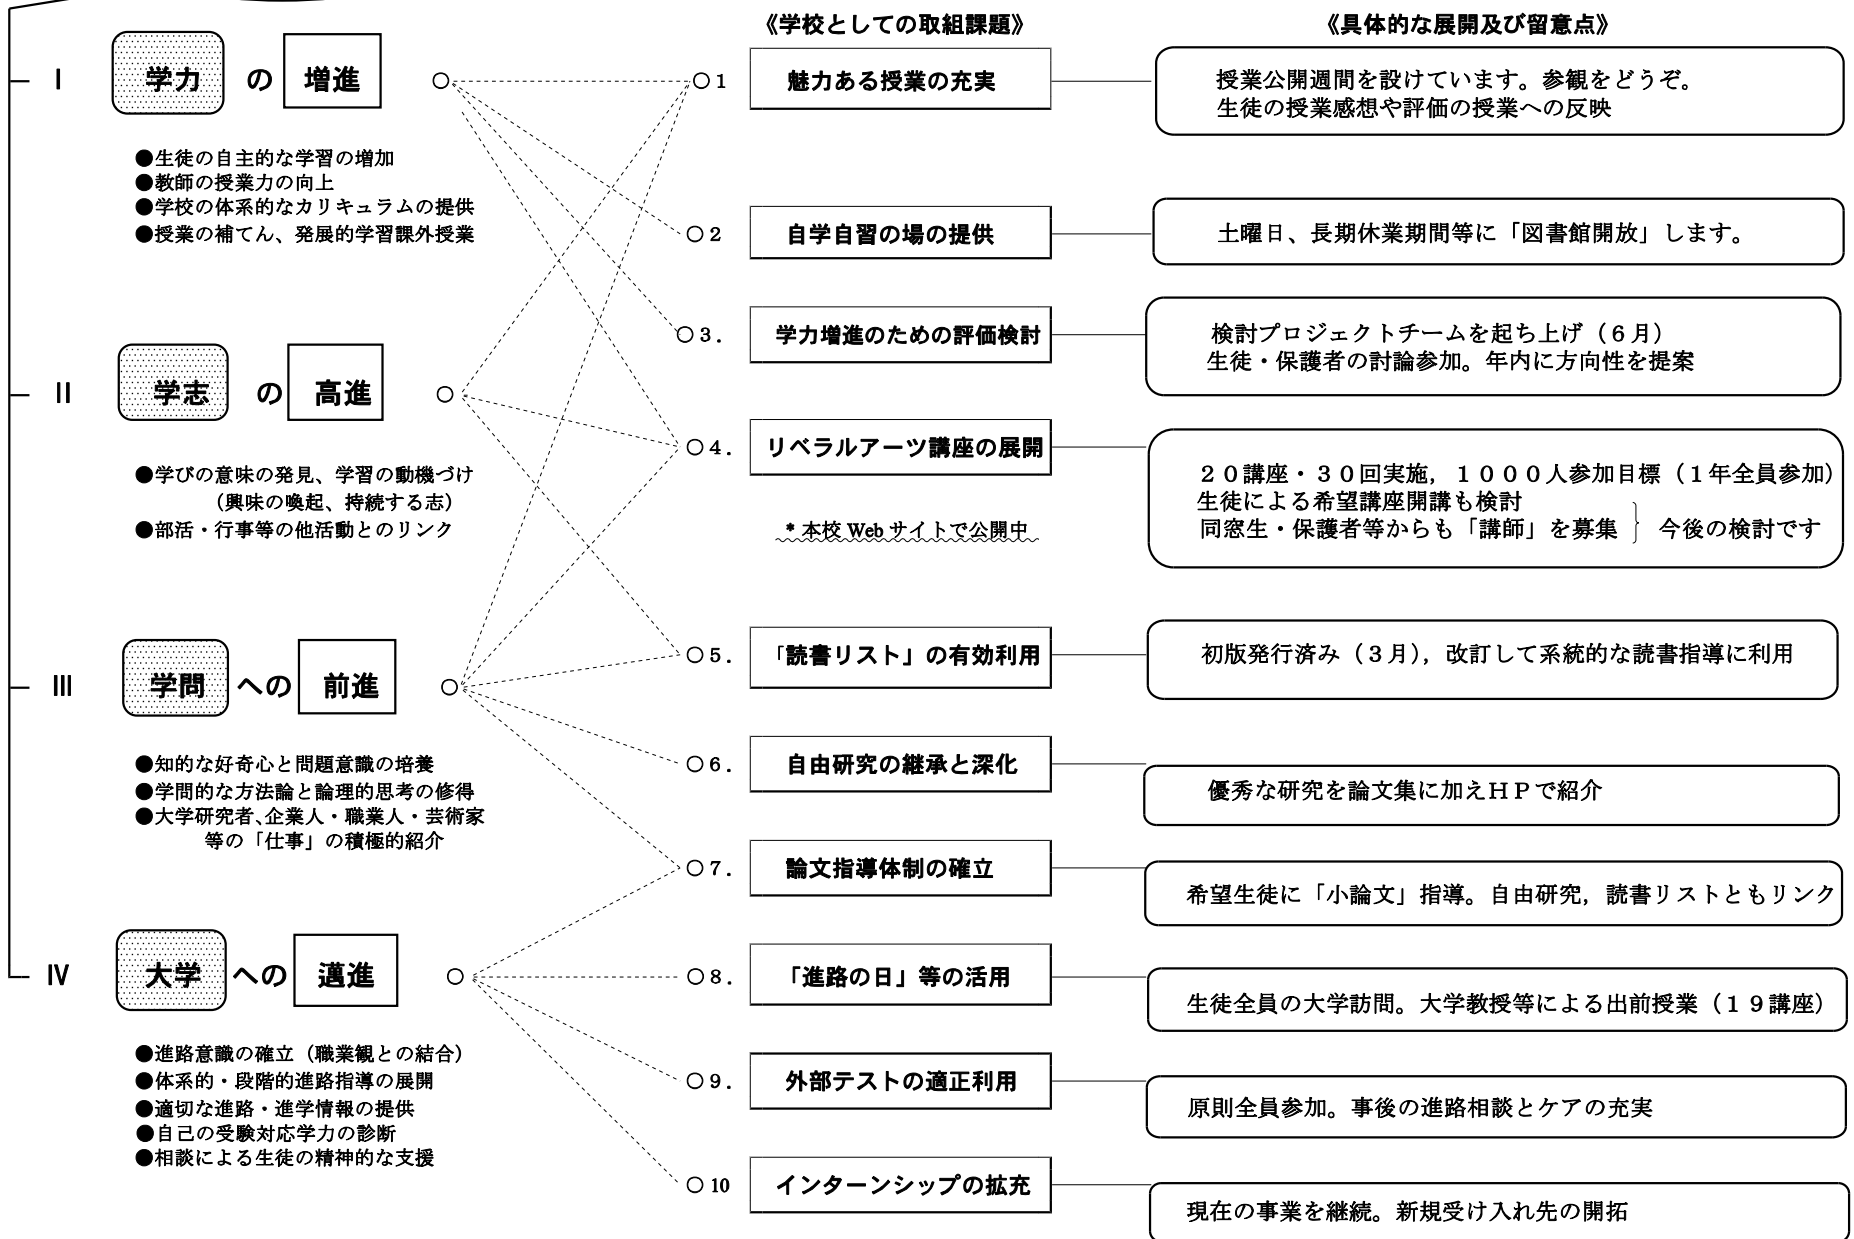 《学校としての取組課題》
《具体的な展開及び留意点》
Ⅰ 学力 の 増進
●生徒の自主的な学習の増加
●教師の授業力の向上
●学校の体系的なカリキュラムの提供
●授業の補てん、発展的学習課外授業
Ⅱ 学志 の 高進
●学びの意味の発見、学習の動機づけ
（興味の喚起、持続する志）
●部活・行事等の他活動とのリンク
Ⅲ 学問 への 前進
●知的な好奇心と問題意識の培養
●学問的な方法論と論理的思考の修得
●大学研究者、企業人・職業人・芸術家
等の「仕事」の積極的紹介
Ⅳ 大学 への 邁進
●進路意識の確立（職業観との結合）
●体系的・段階的進路指導の展開
●適切な進路・進学情報の提供
●自己の受験対応学力の診断
●相談による生徒の精神的な支援
○1 魅力ある授業の充実
授業公開週間を設けています。参観をどうぞ。
生徒の授業感想や評価の授業への反映
○2 自学自習の場の提供
土曜日、長期休業期間等に「図書館開放」します。
○3. 学力増進のための評価検討
検討プロジェクトチームを起ち上げ（６月）
生徒・保護者の討論参加。年内に方向性を提案
○4. リベラルアーツ講座の展開
＊本校 Web サイトで公開中
２０講座・３０回実施，１０００人参加目標（１年全員参加）
生徒による希望講座開講も検討
同窓生・保護者等からも「講師」を募集 } 今後の検討です
○5. 「読書リスト」の有効利用
初版発行済み（３月），改訂して系統的な読書指導に利用
○6. 自由研究の継承と深化
優秀な研究を論文集に加えＨＰで紹介
○7. 論文指導体制の確立
希望生徒に「小論文」指導。自由研究，読書リストともリンク
○8. 「進路の日」等の活用
生徒全員の大学訪問。大学教授等による出前授業（１９講座）
○9. 外部テストの適正利用
原則全員参加。事後の進路相談とケアの充実
○10 インターンシップの拡充
現在の事業を継続。新規受け入れ先の開拓